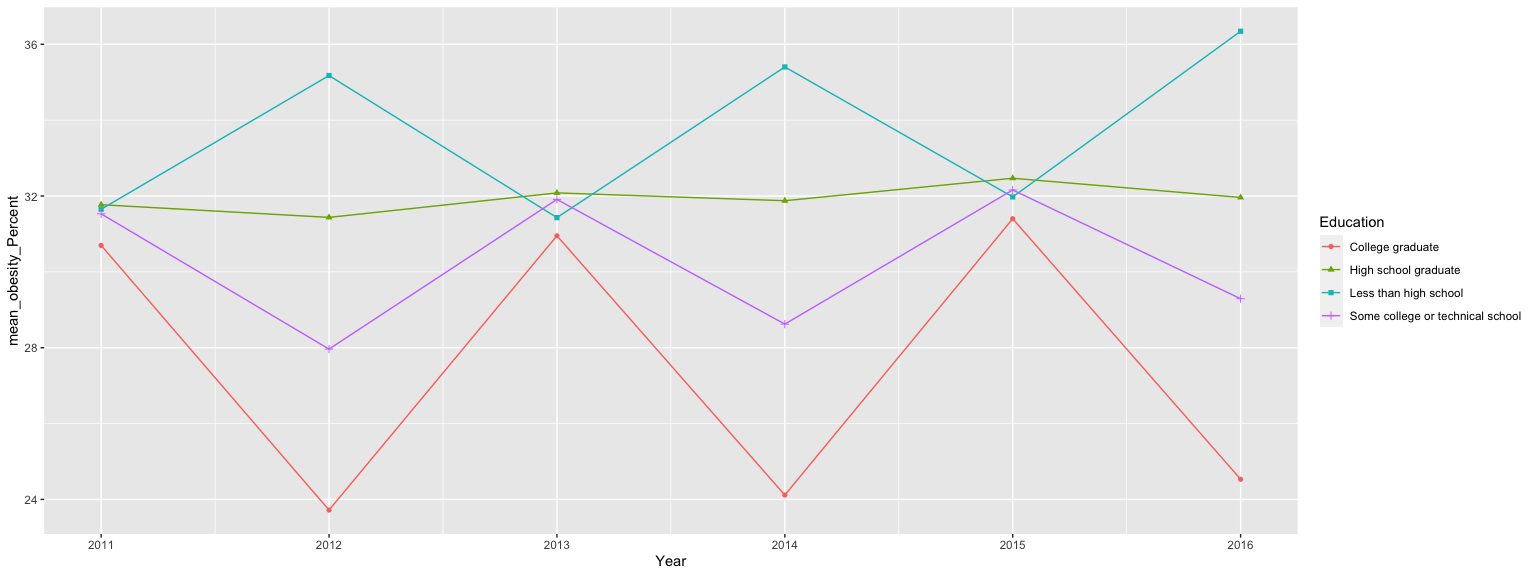 mean_obesity_Percent
36
32
28
24
2011 2012 2013 2014 2015 2016
Year
Education
College graduate
High school graduate
Less than high school
Some college or technical school